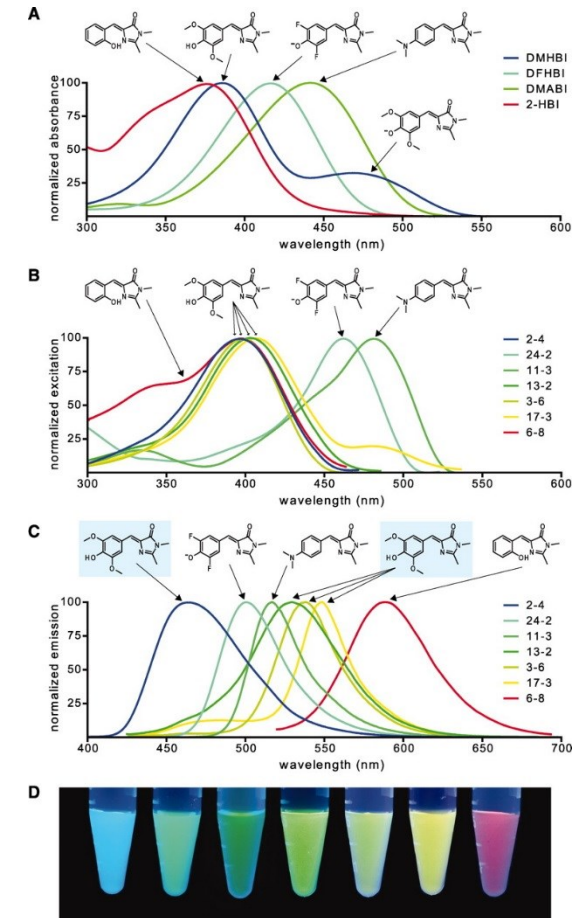 A
DMHBI
DFHBI
DMABI
2-HBI
normalized absorbance
100
75
50
25
300 350 400 450 500 550 600
wavelength (nm)
B
2-4
24-2
11-3
13-2
3-6
17-3
6-8
normalized excitation
100
75
50
25
300 350 400 450 500 550 600
wavelength (nm)
C
2-4
24-2
11-3
13-2
3-6
17-3
6-8
normalized emission
100
75
50
25
400 450 500 550 600 650 700
wavelength (nm)
D